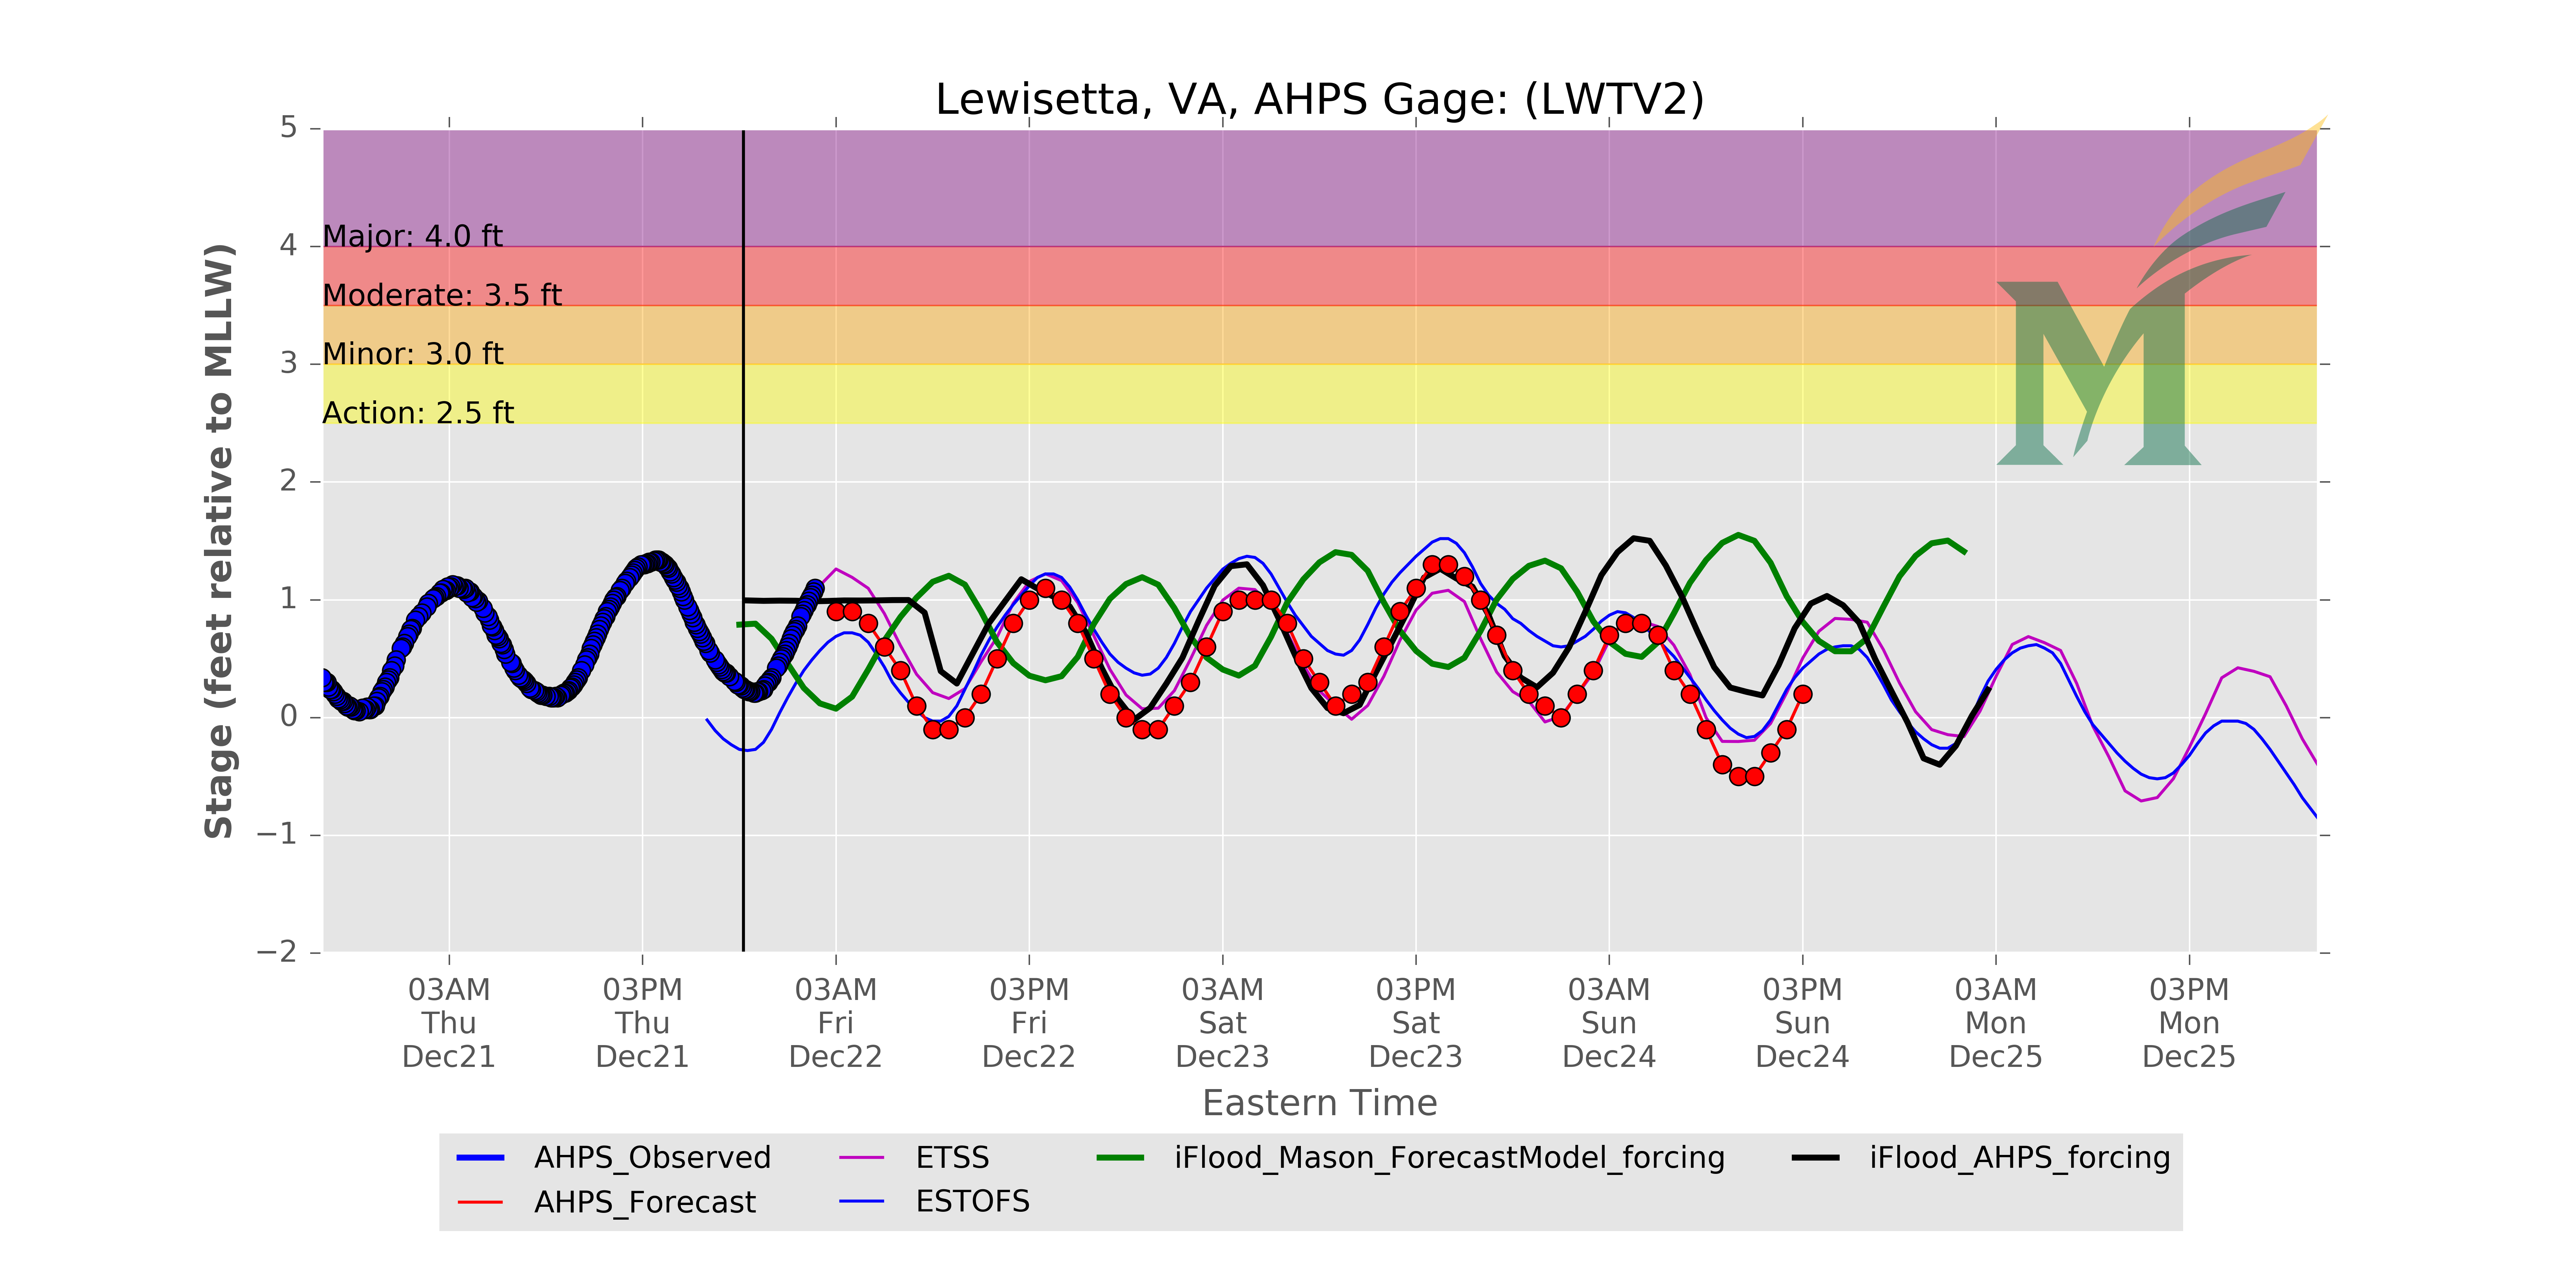 Lewisetta, VA, AHPS Gage: (LWTV2)
Stage (feet relative to MLLW)
5
4
3
2
1
0
−1
−2
Major: 4.0 ft
Moderate: 3.5 ft
Minor: 3.0 ft
Action: 2.5 ft
M
03AM 03PM 03AM 03PM 03AM 03PM 03AM 03PM 03AM 03PM
Thu Thu Fri Fri Sat Sat Sun Sun Mon Mon
Dec21 Dec21 Dec22 Dec22 Dec23 Dec23 Dec24 Dec24 Dec25 Dec25
Eastern Time
AHPS_Observed ETSS iFlood_Mason_ForecastModel_forcing iFlood_AHPS_forcing
AHPS_Forecast ESTOFS